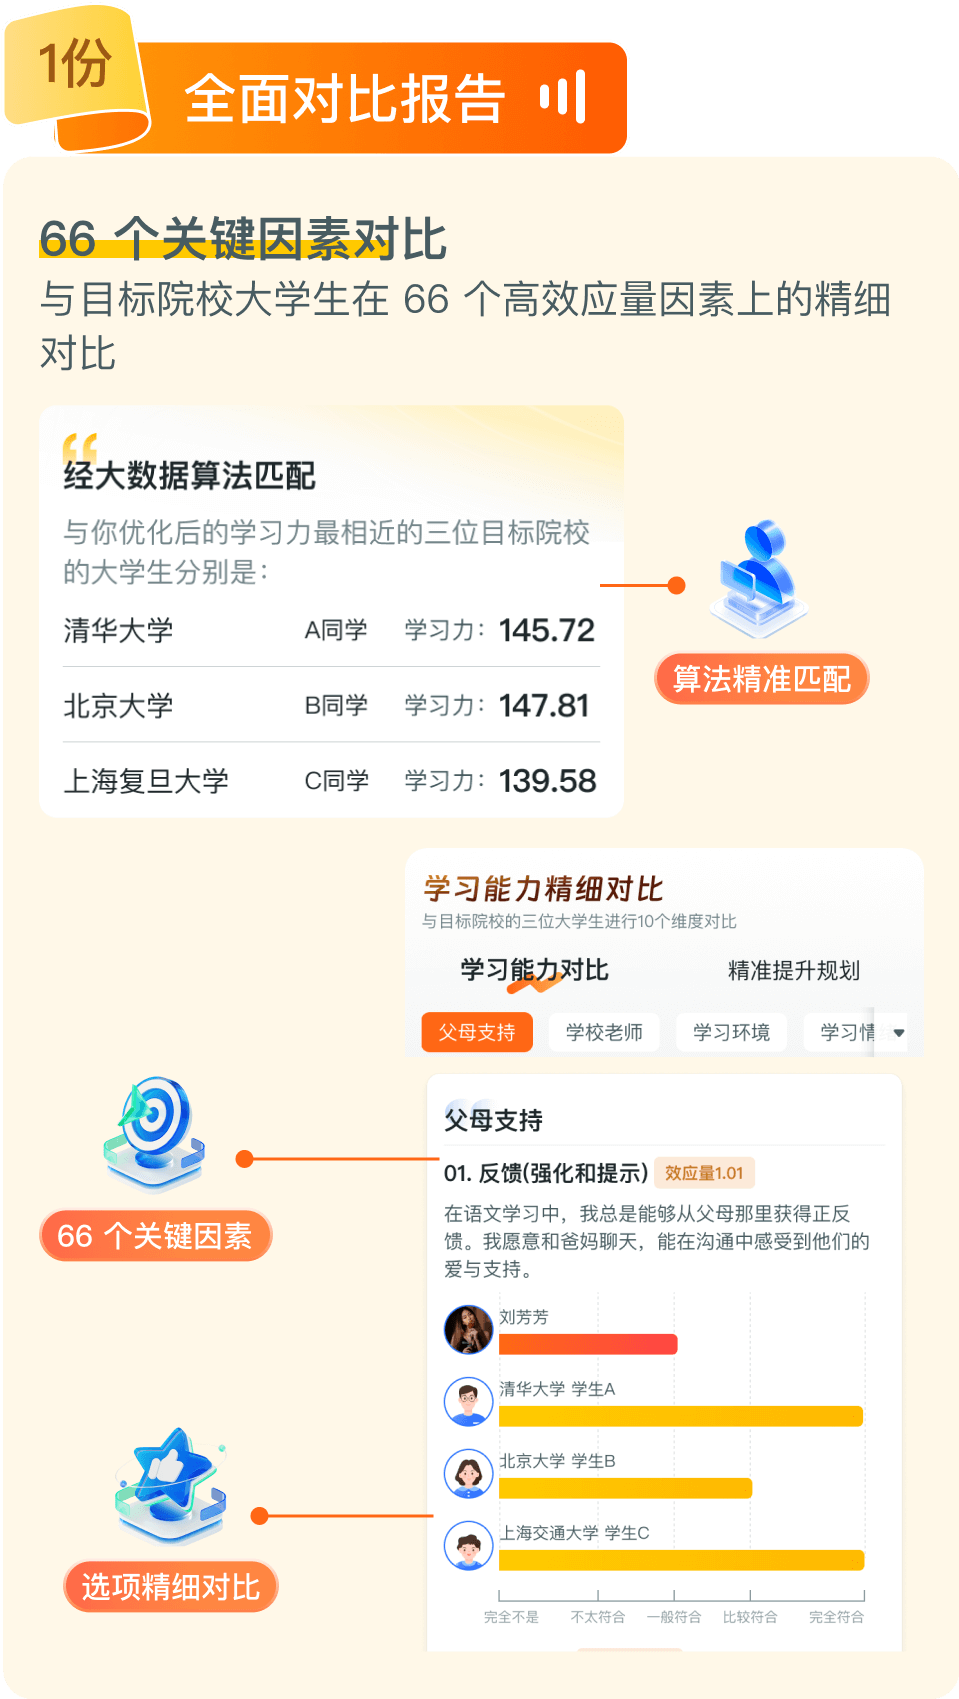 1份
全面对比报告
66 个关键因素对比
与目标院校大学生在 66 个高效应量因素上的精细
对比
经大数据算法匹配
与你优化后的学习力最相近的三位目标院校
的大学生分别是：
清华大学 A同学 学习力：145.72
北京大学 B同学 学习力：147.81
上海复旦大学 C同学 学习力：139.58
算法精准匹配
学习能力精细对比
与目标院校的三位大学生进行10个维度对比
学习能力对比 精准提升规划
父母支持 学校老师 学习环境 学习情
父母支持
01. 反馈(强化和提示) 效应量1.01
在语文学习中，我总是能够从父母那里获得正反
馈。我愿意和爸妈聊天，能在沟通中感受到他们的
爱与支持。
66 个关键因素
刘芳芳
清华大学 学生A
北京大学 学生B
上海交通大学 学生C
选项精细对比
完全不是 不太符合 一般符合 比较符合 完全符合